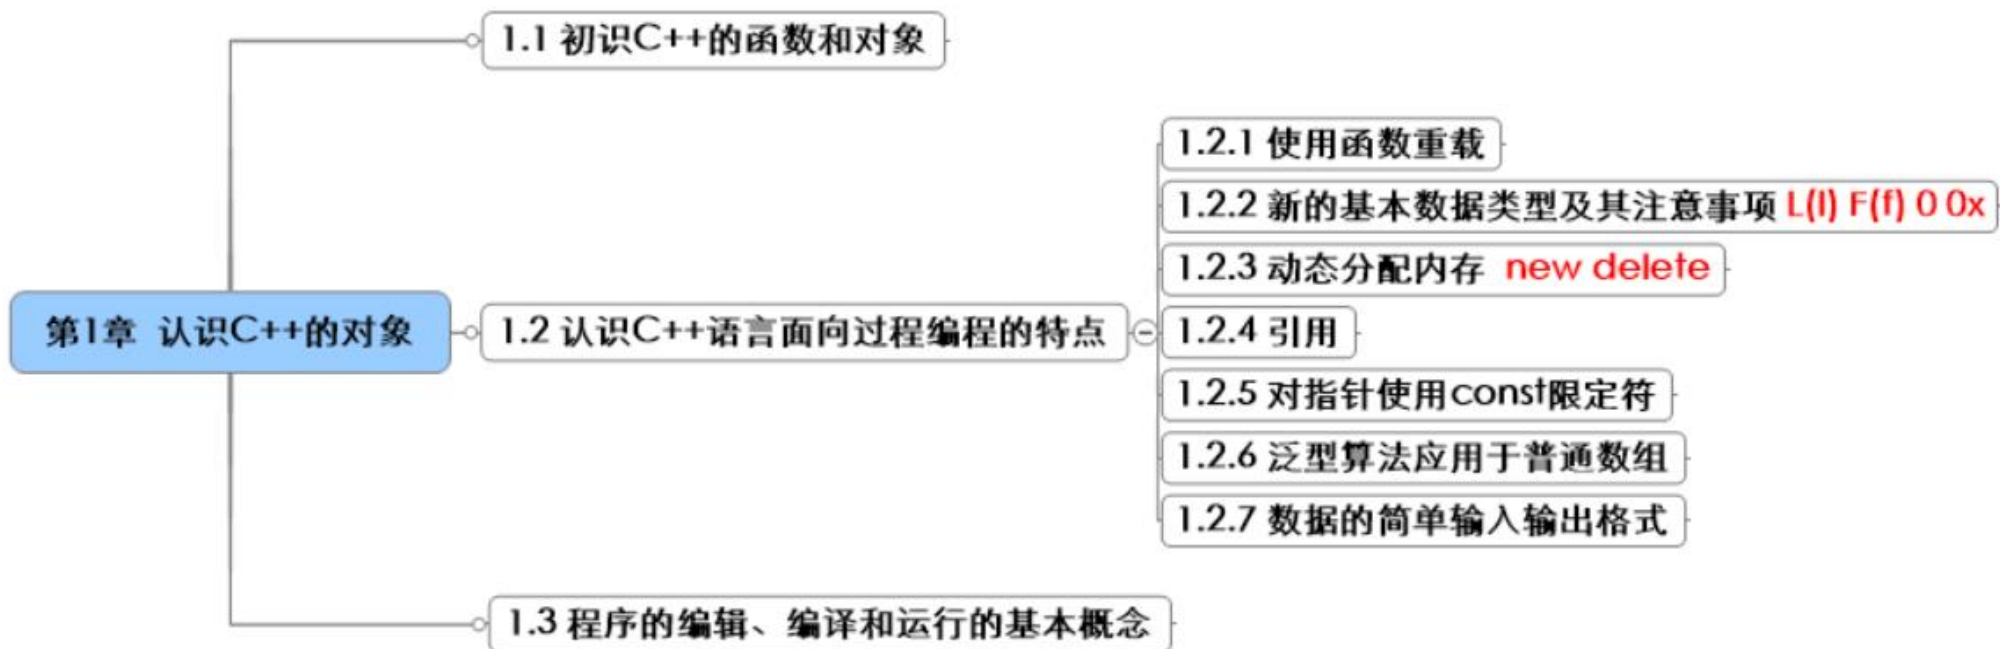 1.1 初识C++的函数和对象
1.2.1 使用函数重载
1.2.2 新的基本数据类型及其注意事项 L(l) F(f) 0 0x
1.2.3 动态分配内存 new delete
第1章 认识C++的对象
1.2 认识C++语言面向过程编程的特点
1.2.4 引用
1.2.5 对指针使用const限定符
1.2.6 泛型算法应用于普通数组
1.2.7 数据的简单输入输出格式
1.3 程序的编辑、编译和运行的基本概念